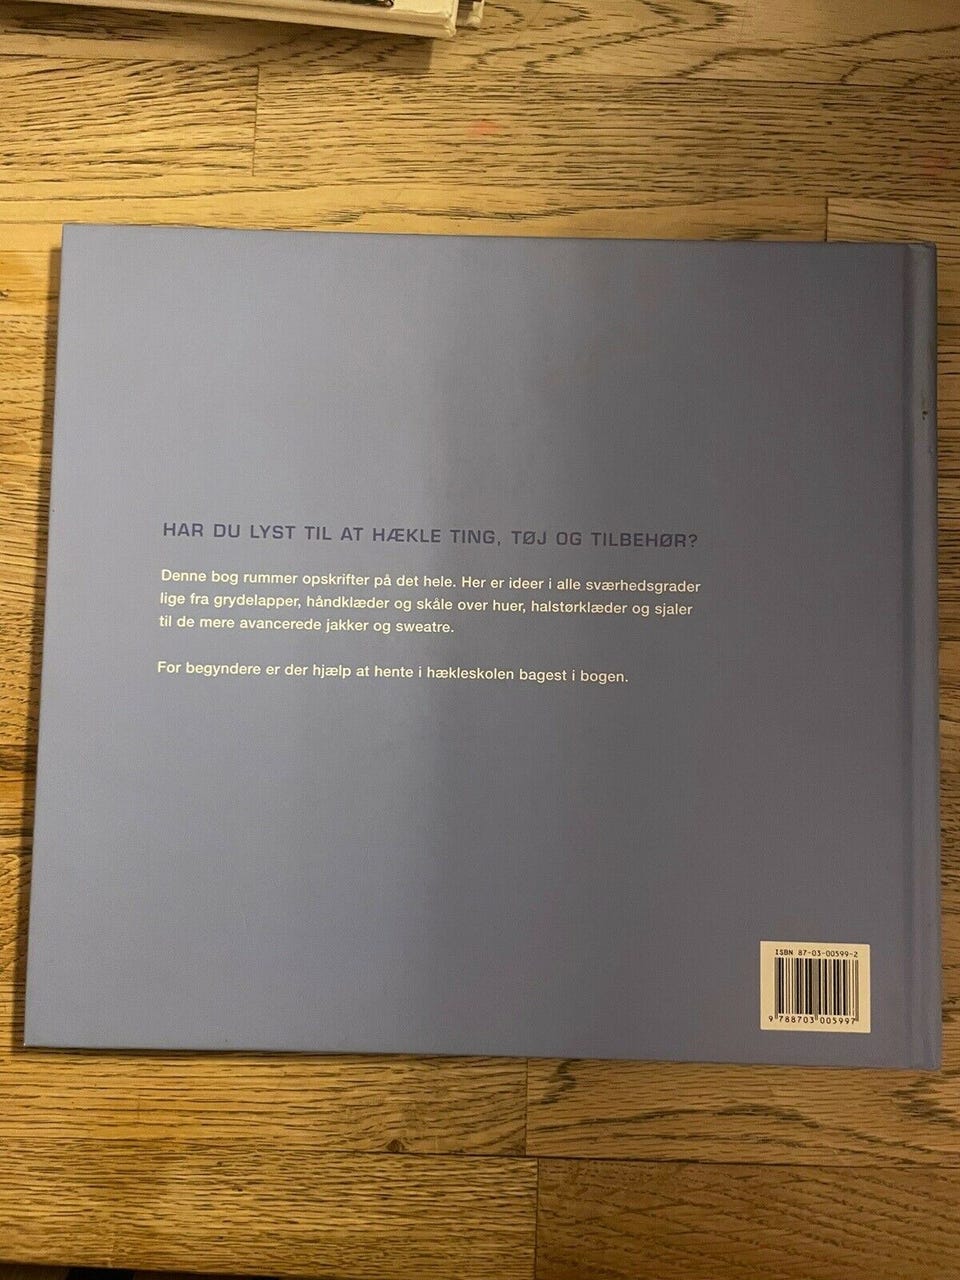 HAR DU LYST TIL AT HÆKLE TING, TØJ OG TILBEHØR?
Denne bog rummer opskrifter på det hele. Her er ideer i alle sværhedsgrader
lige fra grydelapper, håndklæder og skåle over huer, halstørklæder og sjaler
til de mere avancerede jakker og sweatre.
For begyndere er der hjælp at hente i hækleskolen bagest i bogen.
ISBN 87-03-00599-2
9 788703 005997